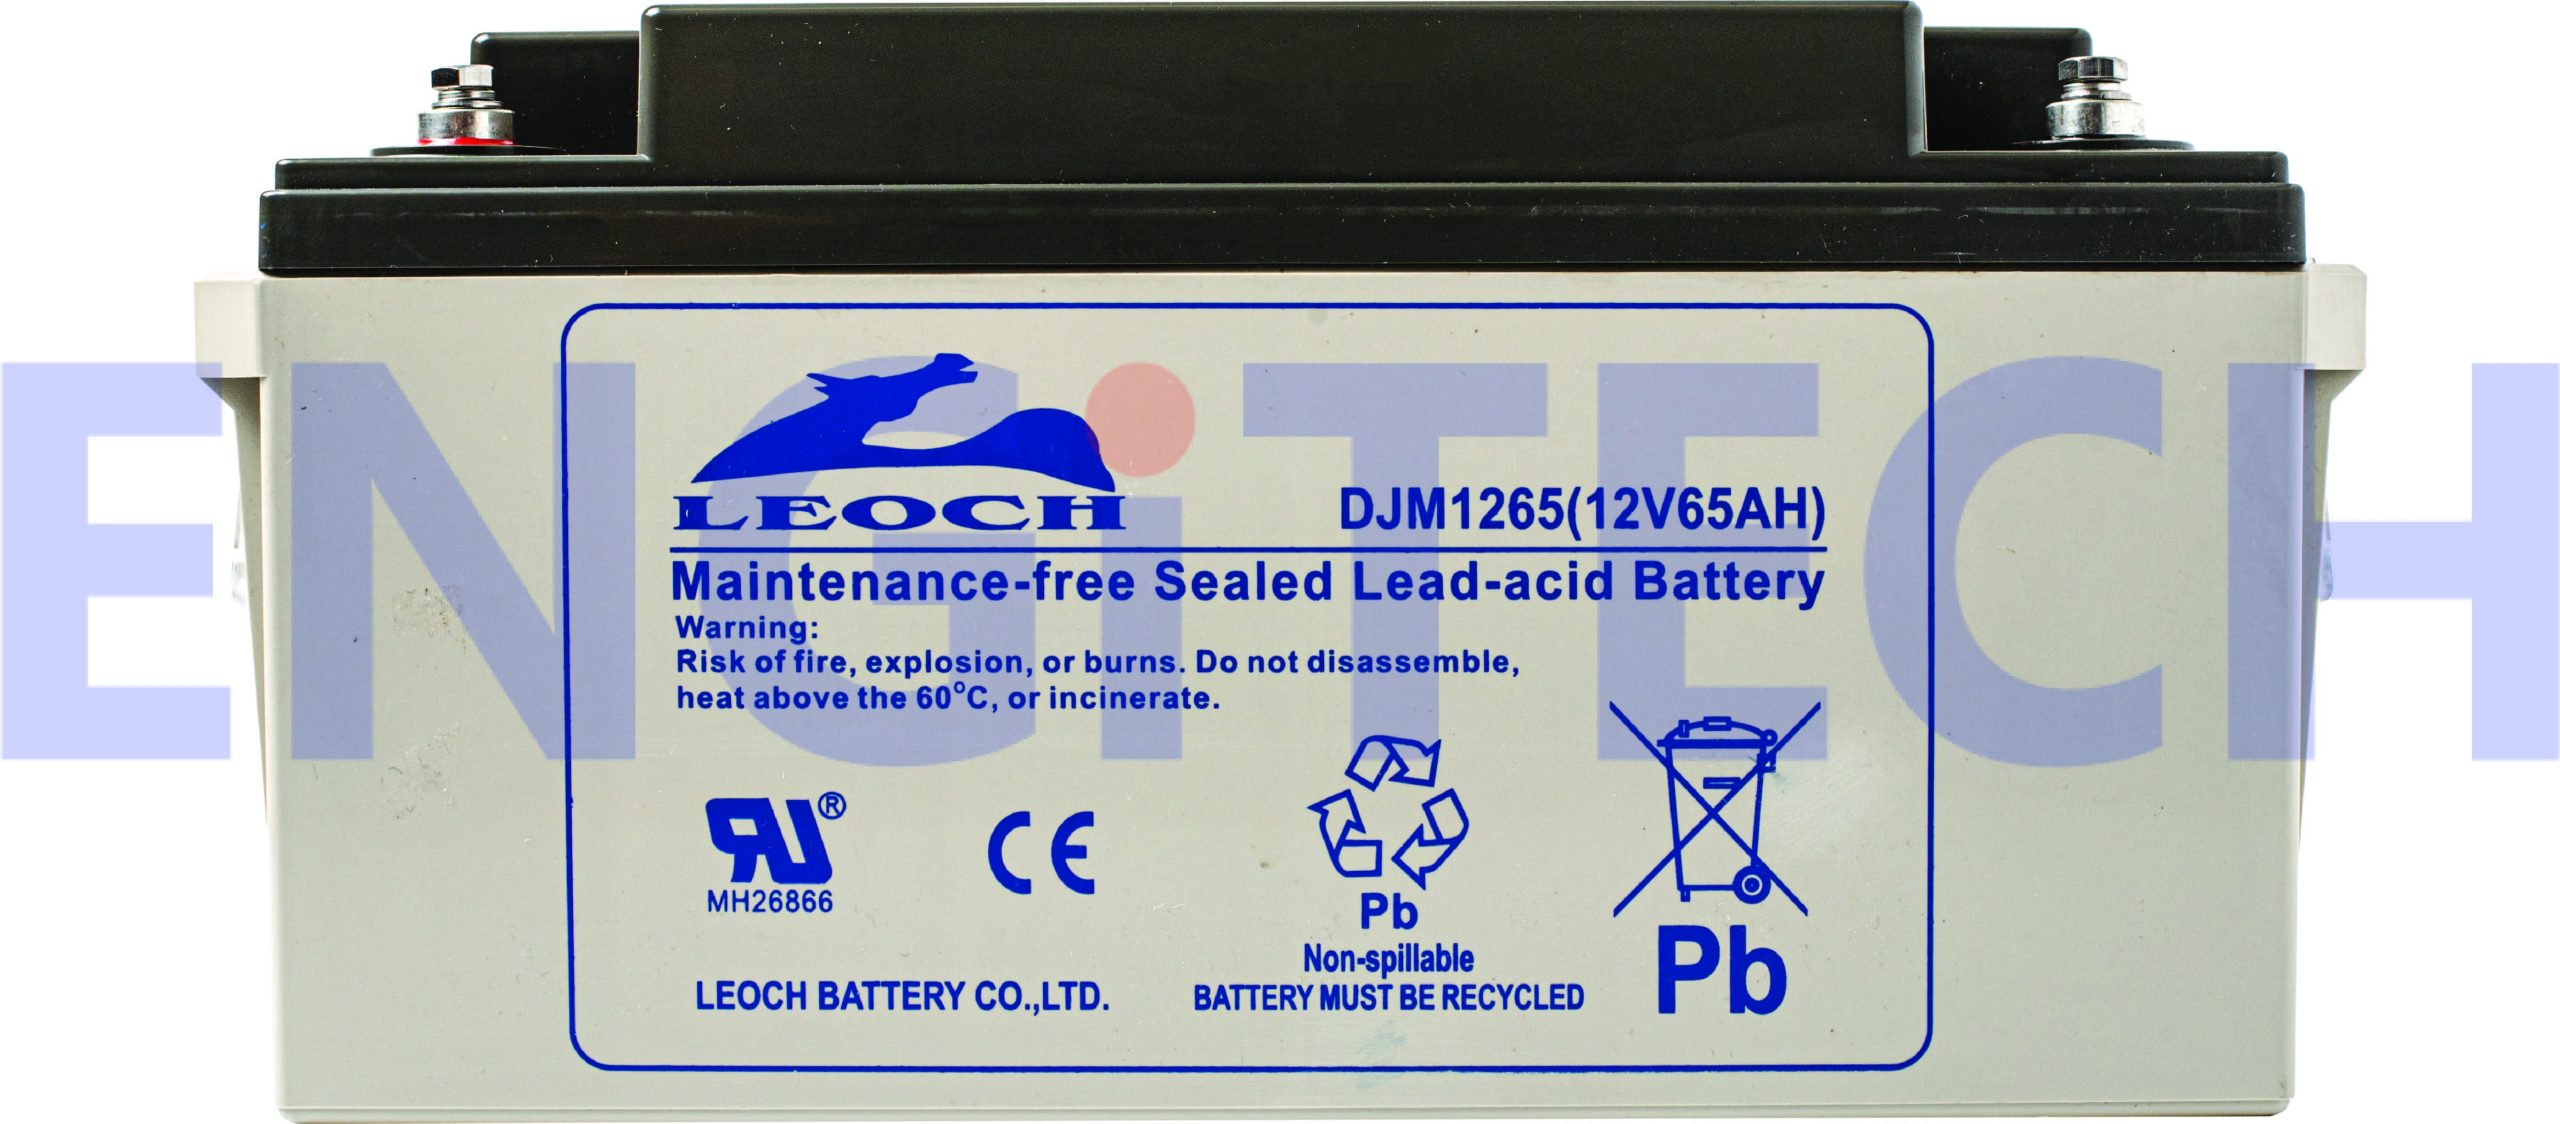 ENGiTECH
LEOCH
DJM1265(12V65AH)
Maintenance-free Sealed Lead-acid Battery
Warning:
Risk of fire, explosion, or burns. Do not disassemble,
heat above the 60°C, or incinerate.
RU®
MH26866
CE
Pb
Non-spillable
BATTERY MUST BE RECYCLED
Pb
LEOCH BATTERY CO.,LTD.